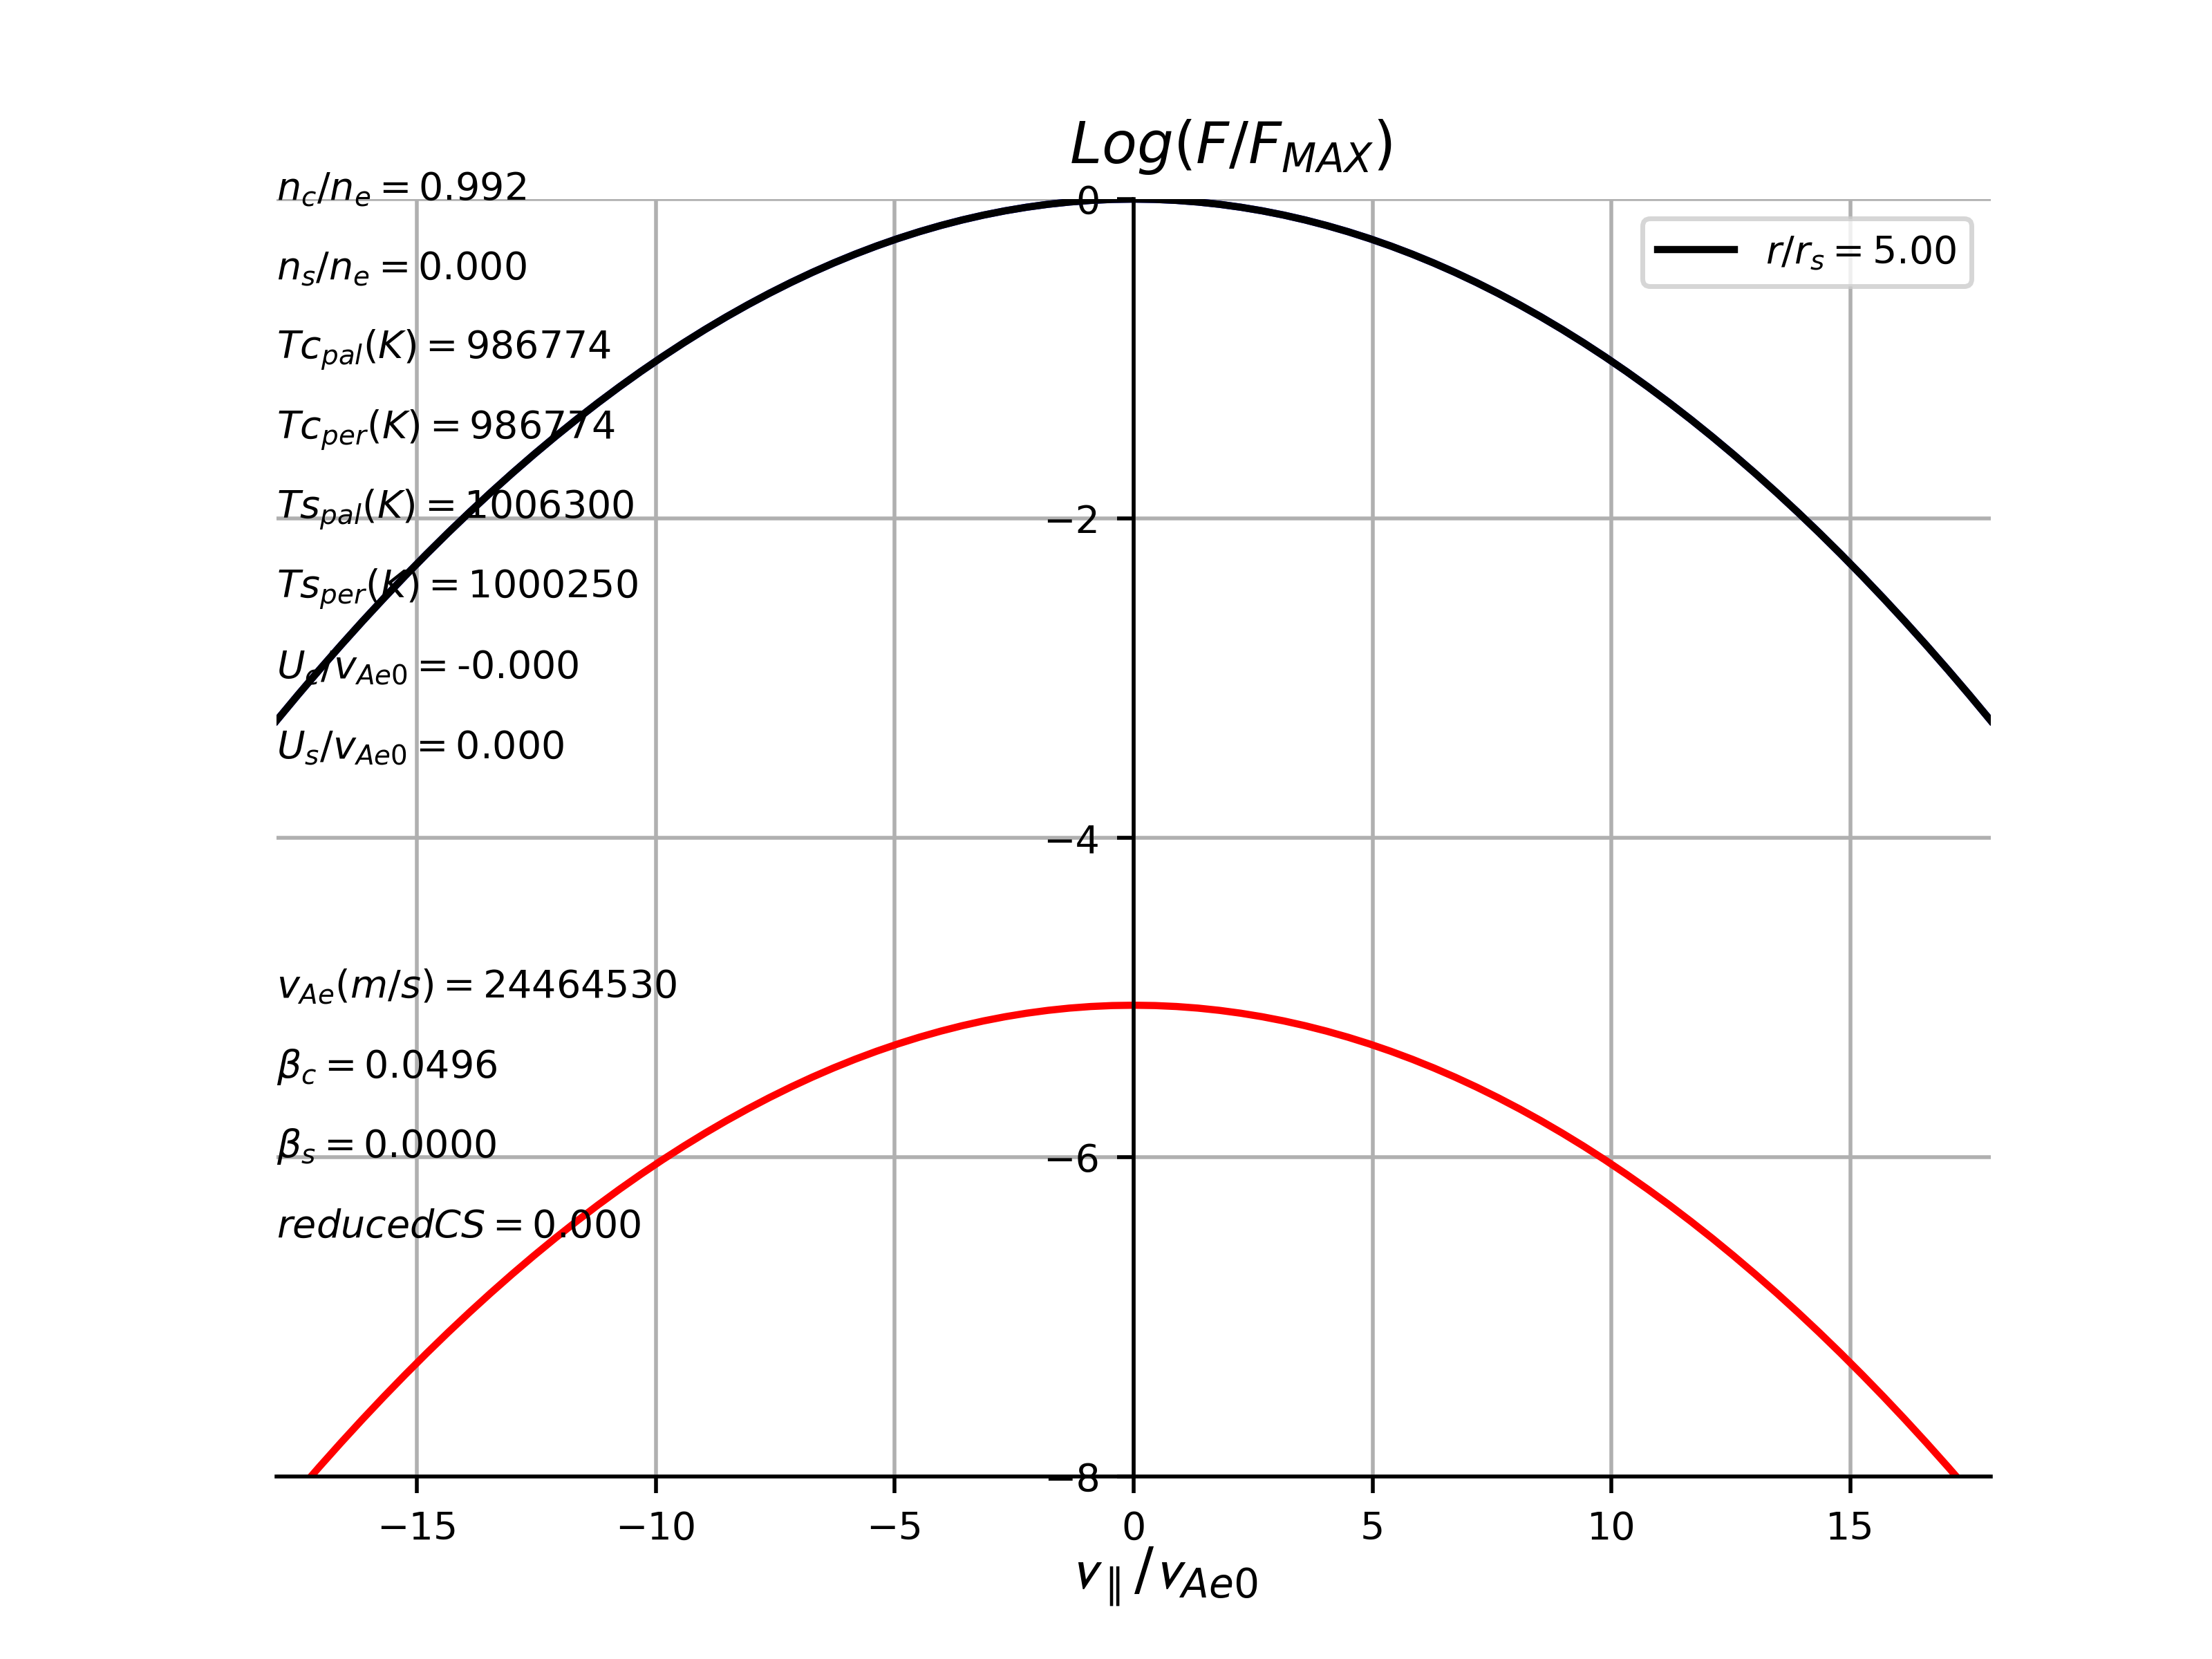 Log(F/F_MAX)
n_c/n_e = 0.992
n_s/n_e = 0.000
Tc_pal(K) = 986774
Tc_per(K) = 986774
Ts_pal(K) = 1006300
Ts_per(K) = 1000250
U_c/v_Ae0 = -0.000
U_s/v_Ae0 = 0.000
v_Ae(m/s) = 24464530
β_c = 0.0496
β_s = 0.0000
reducedCS = 0.000
r/r_s = 5.00
0
−2
−4
−6
−8
−15 −10 −5 0 5 10 15
v_∥/v_Ae0